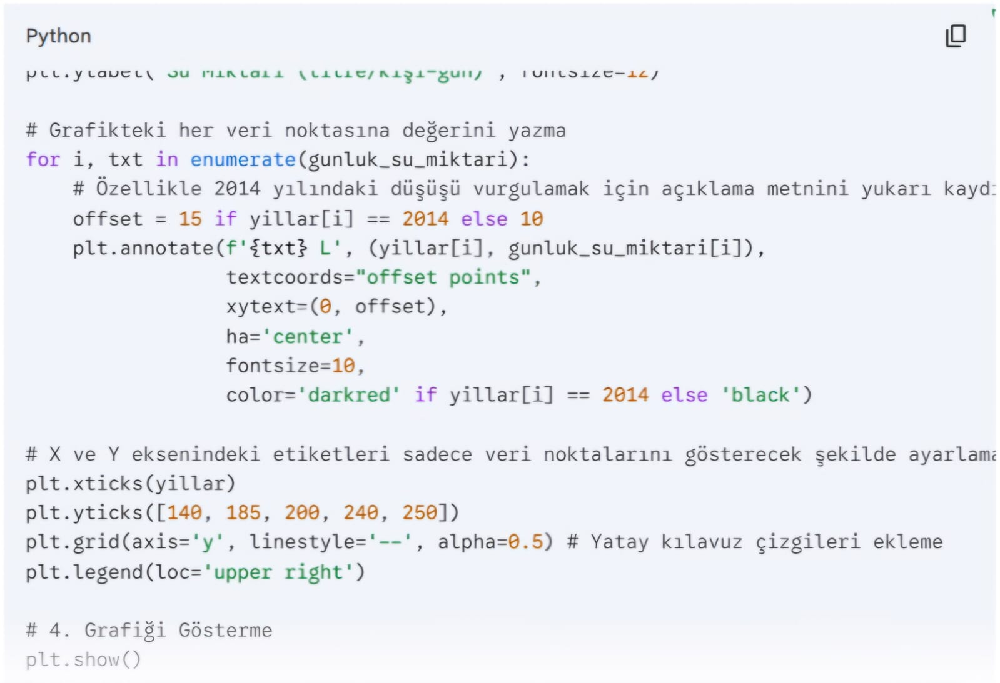 Python
plt.ylabel('Su Miktarı (litre/kişi-gün)', fontsize=12)
# Grafikteki her veri noktasına değerini yazma
for i, txt in enumerate(gunluk_su_miktari):
    # Özellikle 2014 yılındaki düşüşü vurgulamak için açıklama metnini yukarı kaydı
    offset = 15 if yillar[i] == 2014 else 10
    plt.annotate(f'{txt} L', (yillar[i], gunluk_su_miktari[i]),
                 textcoords="offset points",
                 xytext=(0, offset),
                 ha='center',
                 fontsize=10,
                 color='darkred' if yillar[i] == 2014 else 'black')
# X ve Y eksenindeki etiketleri sadece veri noktalarını gösterecek şekilde ayarlama
plt.xticks(yillar)
plt.yticks([140, 185, 200, 240, 250])
plt.grid(axis='y', linestyle='--', alpha=0.5) # Yatay kılavuz çizgileri ekleme
plt.legend(loc='upper right')
# 4. Grafiği Gösterme
plt.show()